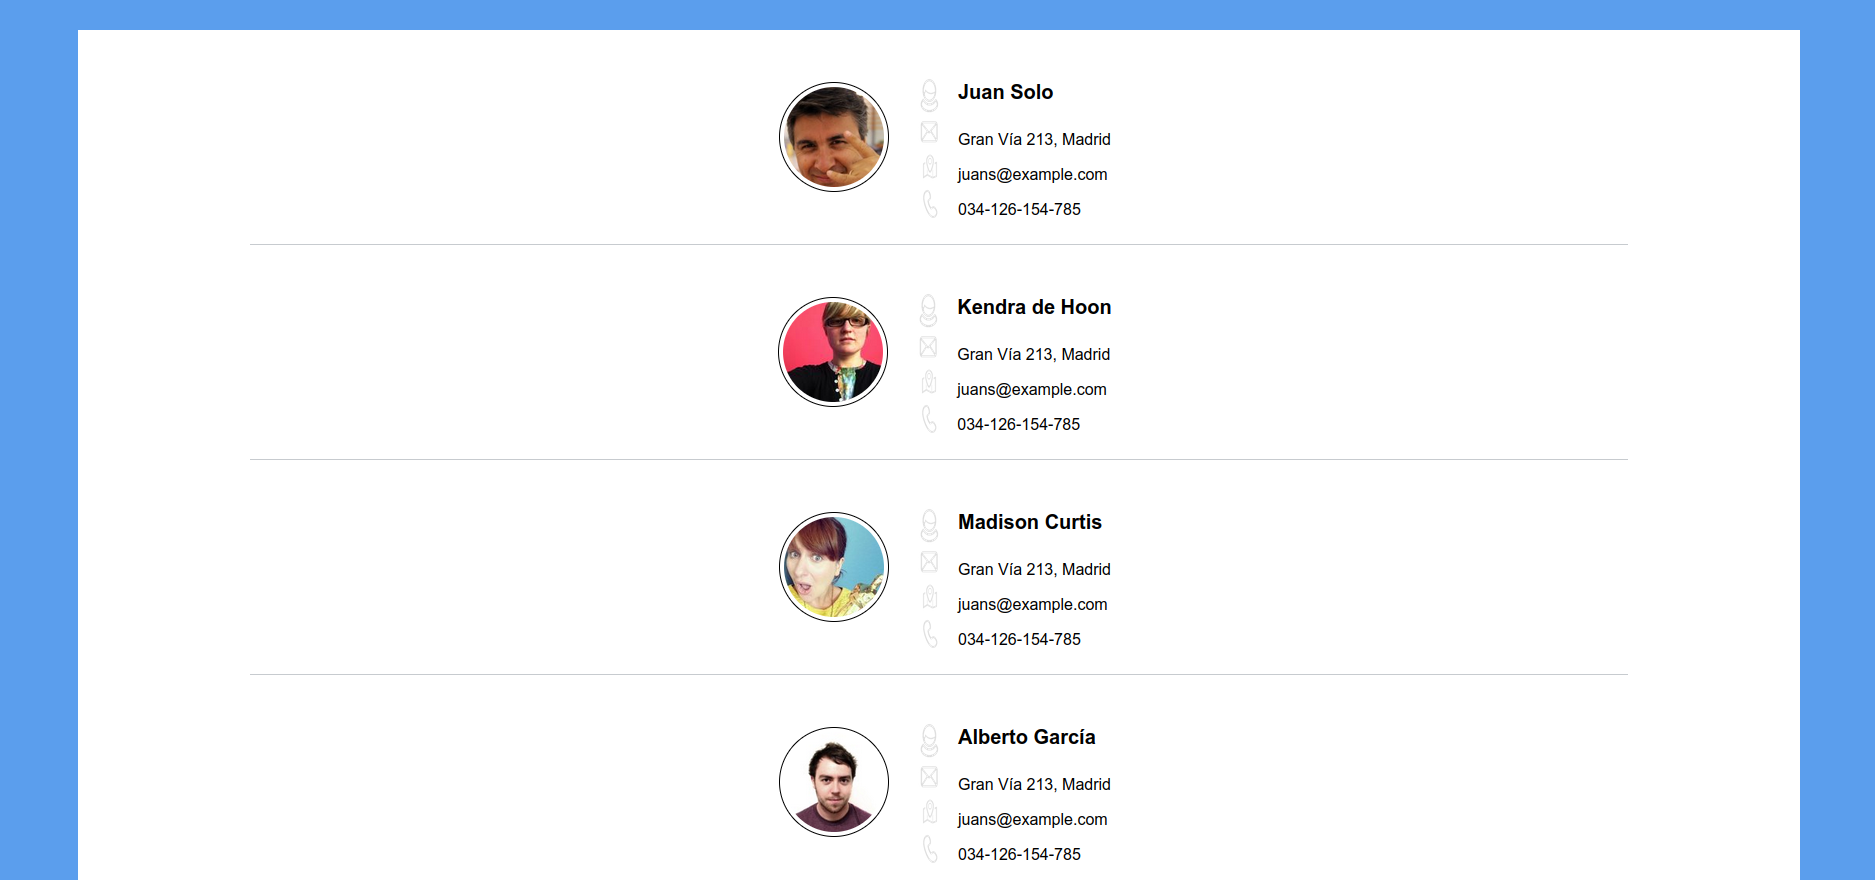 Juan Solo
Gran Vía 213, Madrid
juans@example.com
034-126-154-785
Kendra de Hoon
Gran Vía 213, Madrid
juans@example.com
034-126-154-785
Madison Curtis
Gran Vía 213, Madrid
juans@example.com
034-126-154-785
Alberto García
Gran Vía 213, Madrid
juans@example.com
034-126-154-785